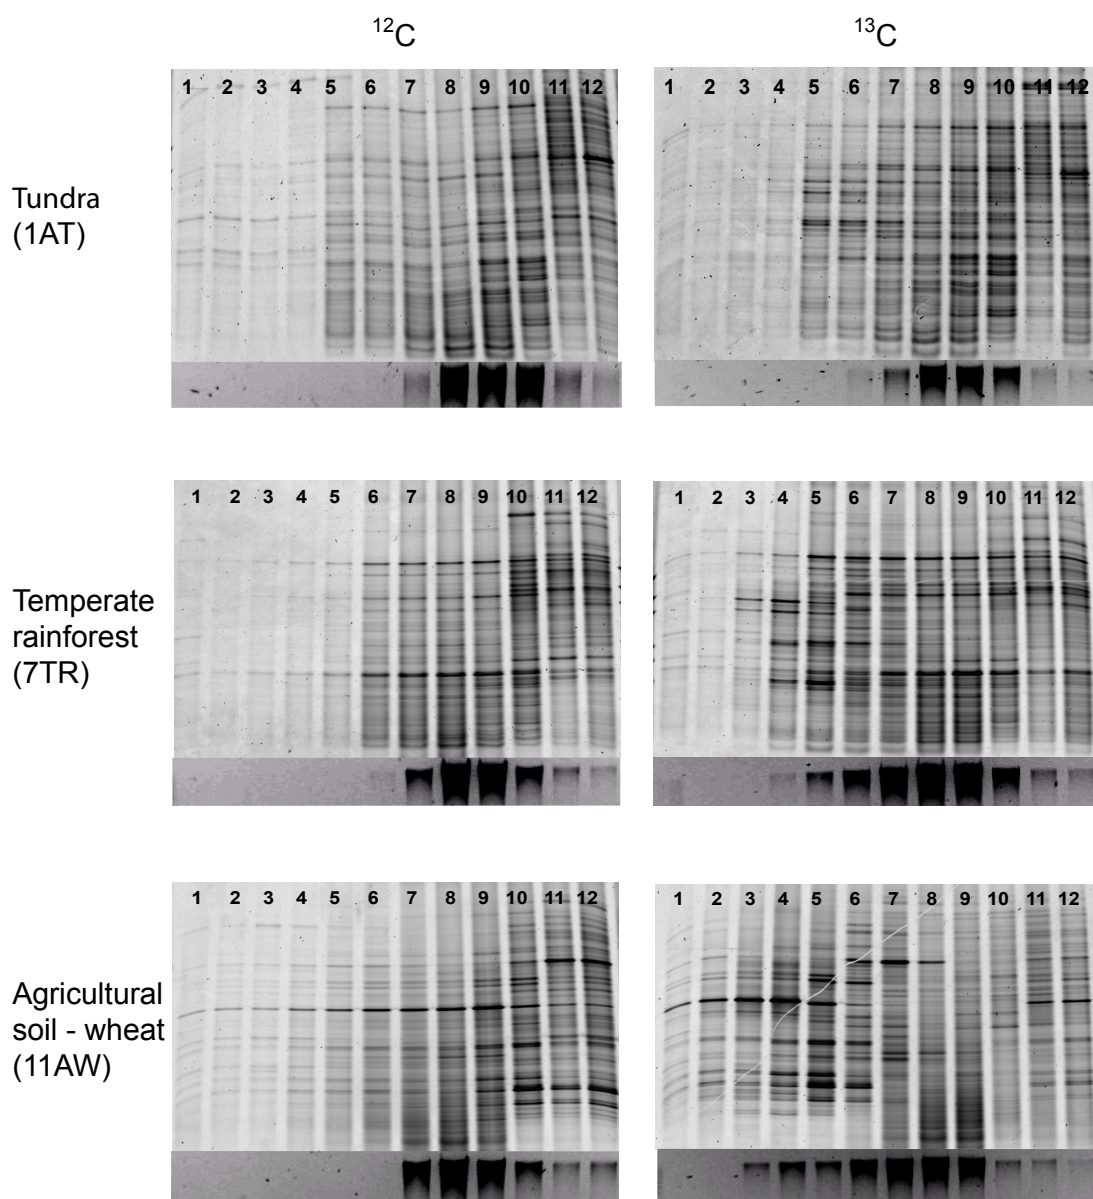 ¹²C ¹³C
1 2 3 4 5 6 7 8 9 10 11 12
1 2 3 4 5 6 7 8 9 10 11 12
Tundra
(1AT)
1 2 3 4 5 6 7 8 9 10 11 12
1 2 3 4 5 6 7 8 9 10 11 12
Temperate
rainforest
(7TR)
1 2 3 4 5 6 7 8 9 10 11 12
1 2 3 4 5 6 7 8 9 10 11 12
Agricultural
soil - wheat
(11AW)